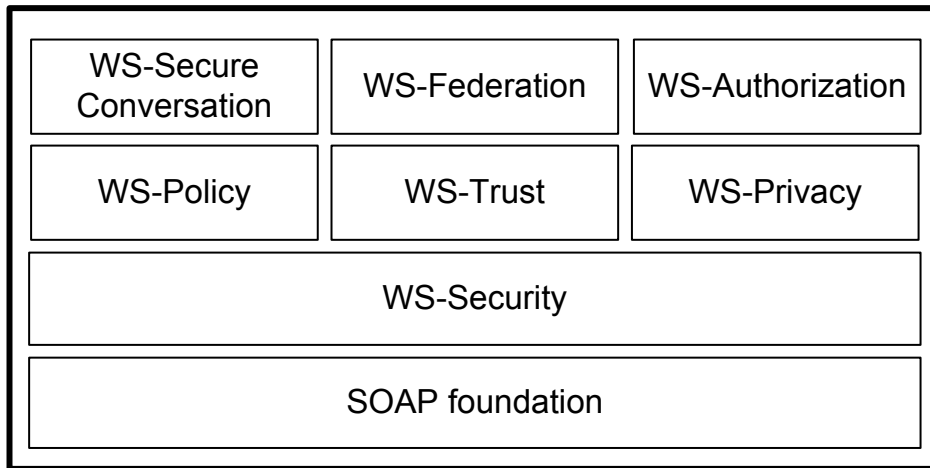 WS-Secure
Conversation
WS-Federation
WS-Authorization
WS-Policy
WS-Trust
WS-Privacy
WS-Security
SOAP foundation